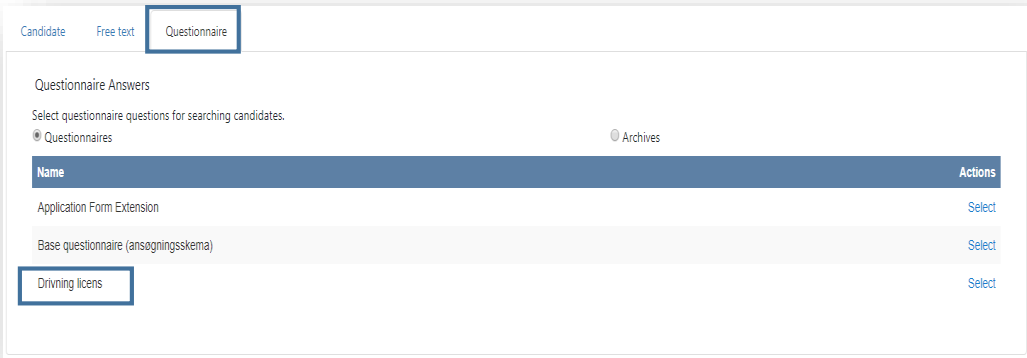 Candidate Free text Questionnaire
Questionnaire Answers
Select questionnaire questions for searching candidates.
Questionnaires Archives
Name Actions
Application Form Extension Select
Base questionnaire (ansøgningsskema) Select
Drivning licens Select